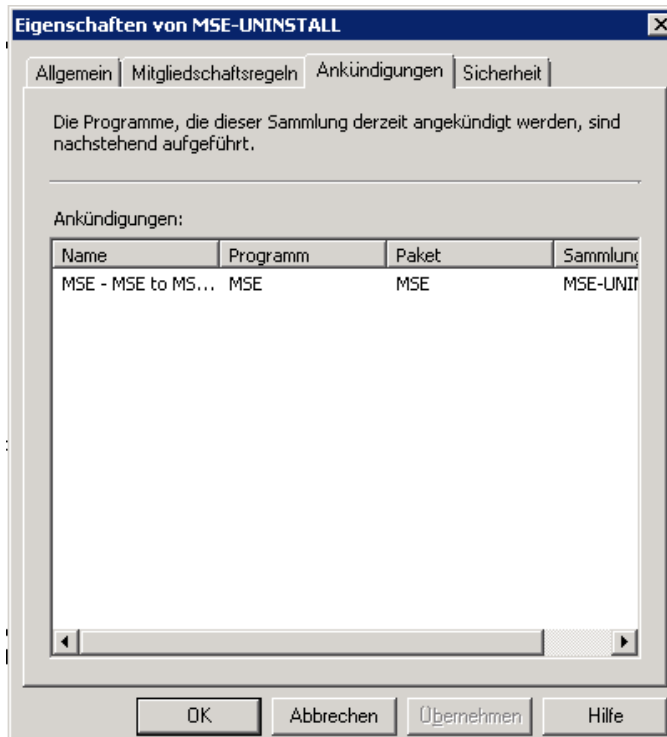 Eigenschaften von MSE-UNINSTALL
Allgemein Mitgliedschaftsregeln Ankündigungen Sicherheit
Die Programme, die dieser Sammlung derzeit angekündigt werden, sind
nachstehend aufgeführt.
Ankündigungen:
Name Programm Paket Sammlung
MSE - MSE to MS... MSE MSE MSE-UNI
OK Abbrechen Übernehmen Hilfe